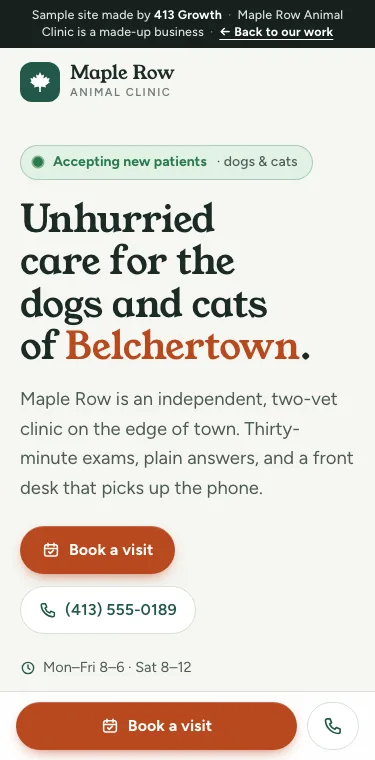 Sample site made by 413 Growth · Maple Row Animal
Clinic is a made-up business · ← Back to our work
Maple Row
ANIMAL CLINIC
Accepting new patients · dogs & cats
Unhurried
care for the
dogs and cats
of Belchertown.
Maple Row is an independent, two-vet
clinic on the edge of town. Thirty-
minute exams, plain answers, and a front
desk that picks up the phone.
Book a visit
(413) 555-0189
Mon–Fri 8–6 · Sat 8–12
Book a visit